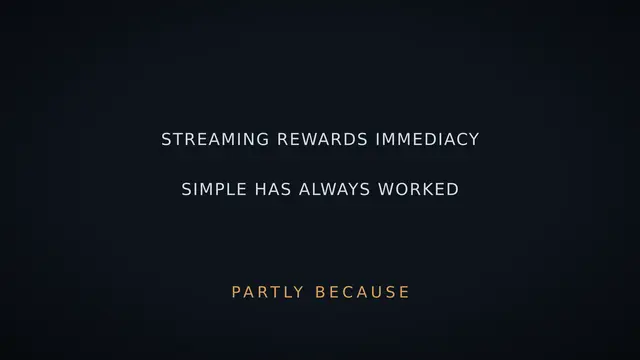 STREAMING REWARDS IMMEDIACY
SIMPLE HAS ALWAYS WORKED
PARTLY BECAUSE